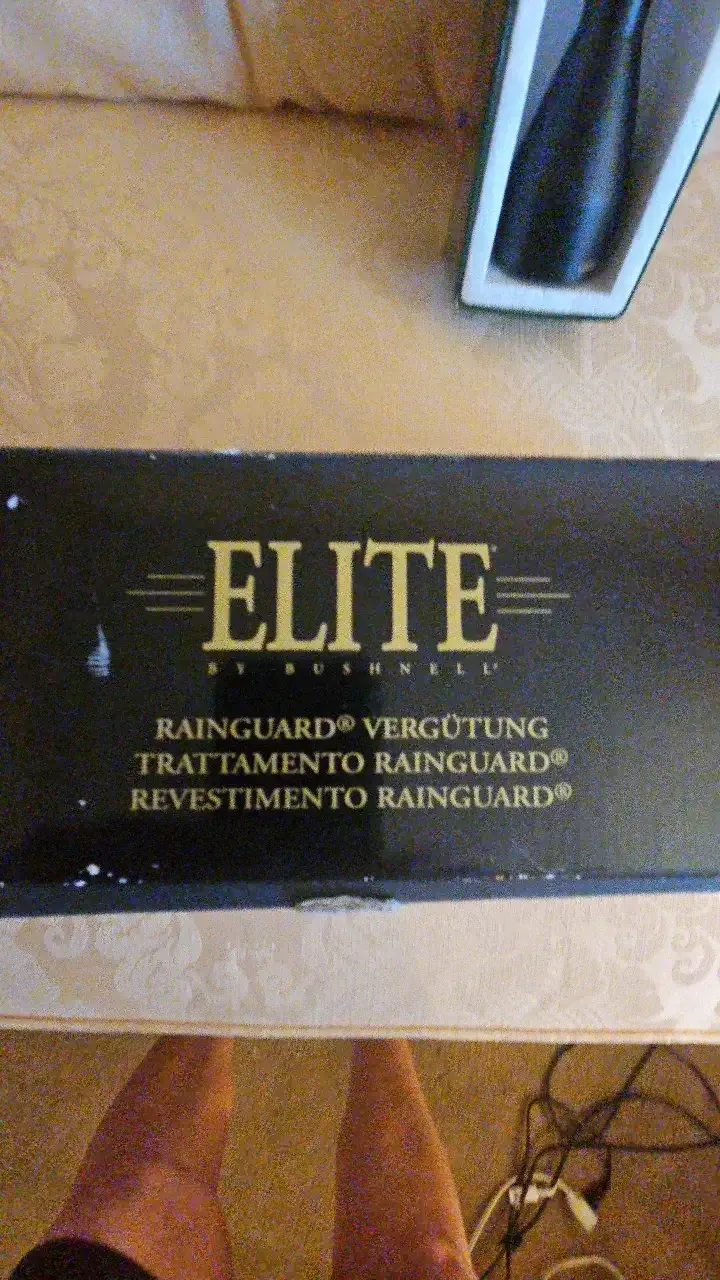 ELITE
BY BUSHNELL®
RAINGUARD® VERGÜTUNG
TRATTAMENTO RAINGUARD®
REVESTIMENTO RAINGUARD®